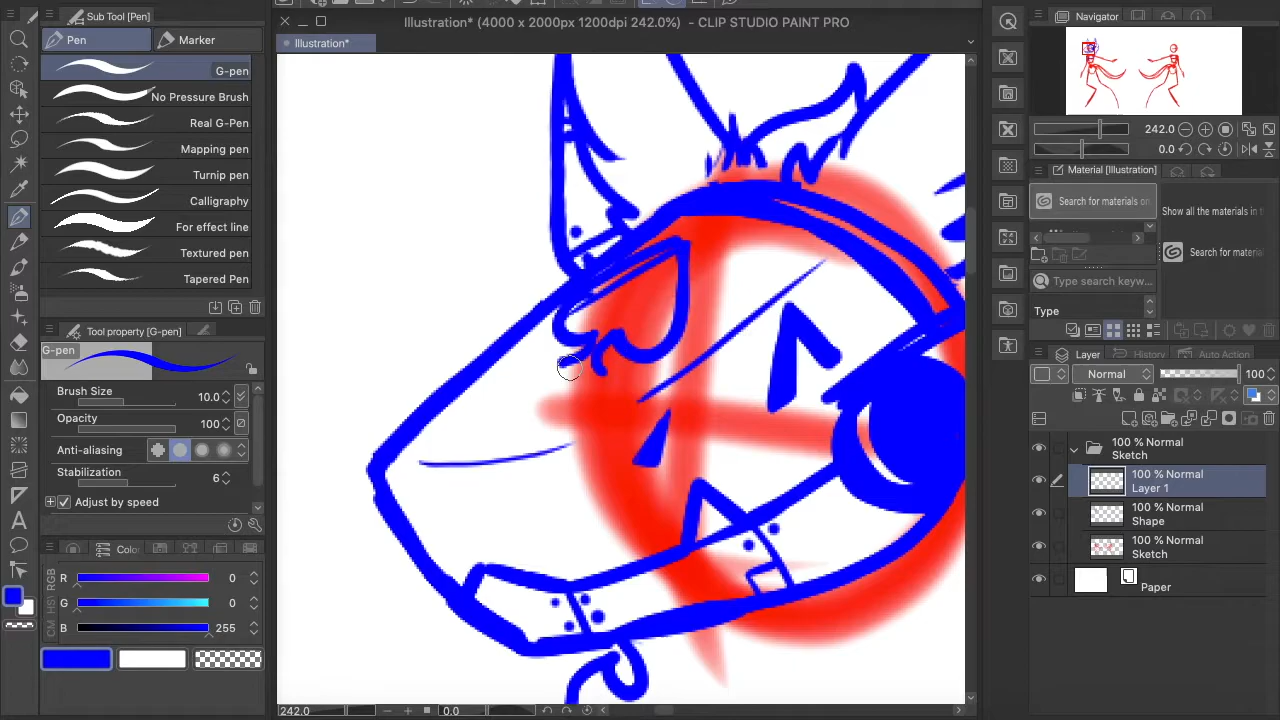 Sub Tool [Pen]
Pen
Marker
G-pen
No Pressure Brush
Real G-Pen
Mapping pen
Turnip pen
Calligraphy
For effect line
Textured pen
Tapered Pen
Tool property [G-pen]
G-pen
Brush Size 10.0
Opacity 100
Anti-aliasing
Stabilization
6
Adjust by speed
Colo
RGB
HS
CM
R 0
G 0
B 255
Illustration* (4000 x 2000px 1200dpi 242.0%) - CLIP STUDIO PAINT PRO
Illustration*
242.0
0.0
Navigator
242.0
0.0
Material [Illustration]
Search for materials on
Show all the materials in t
Search for materia
Type search keyw...
Type
Layer
History
Auto Action
Normal
100
100 % Normal
Sketch
100 % Normal
Layer 1
100 % Normal
Shape
100 % Normal
Sketch
Paper